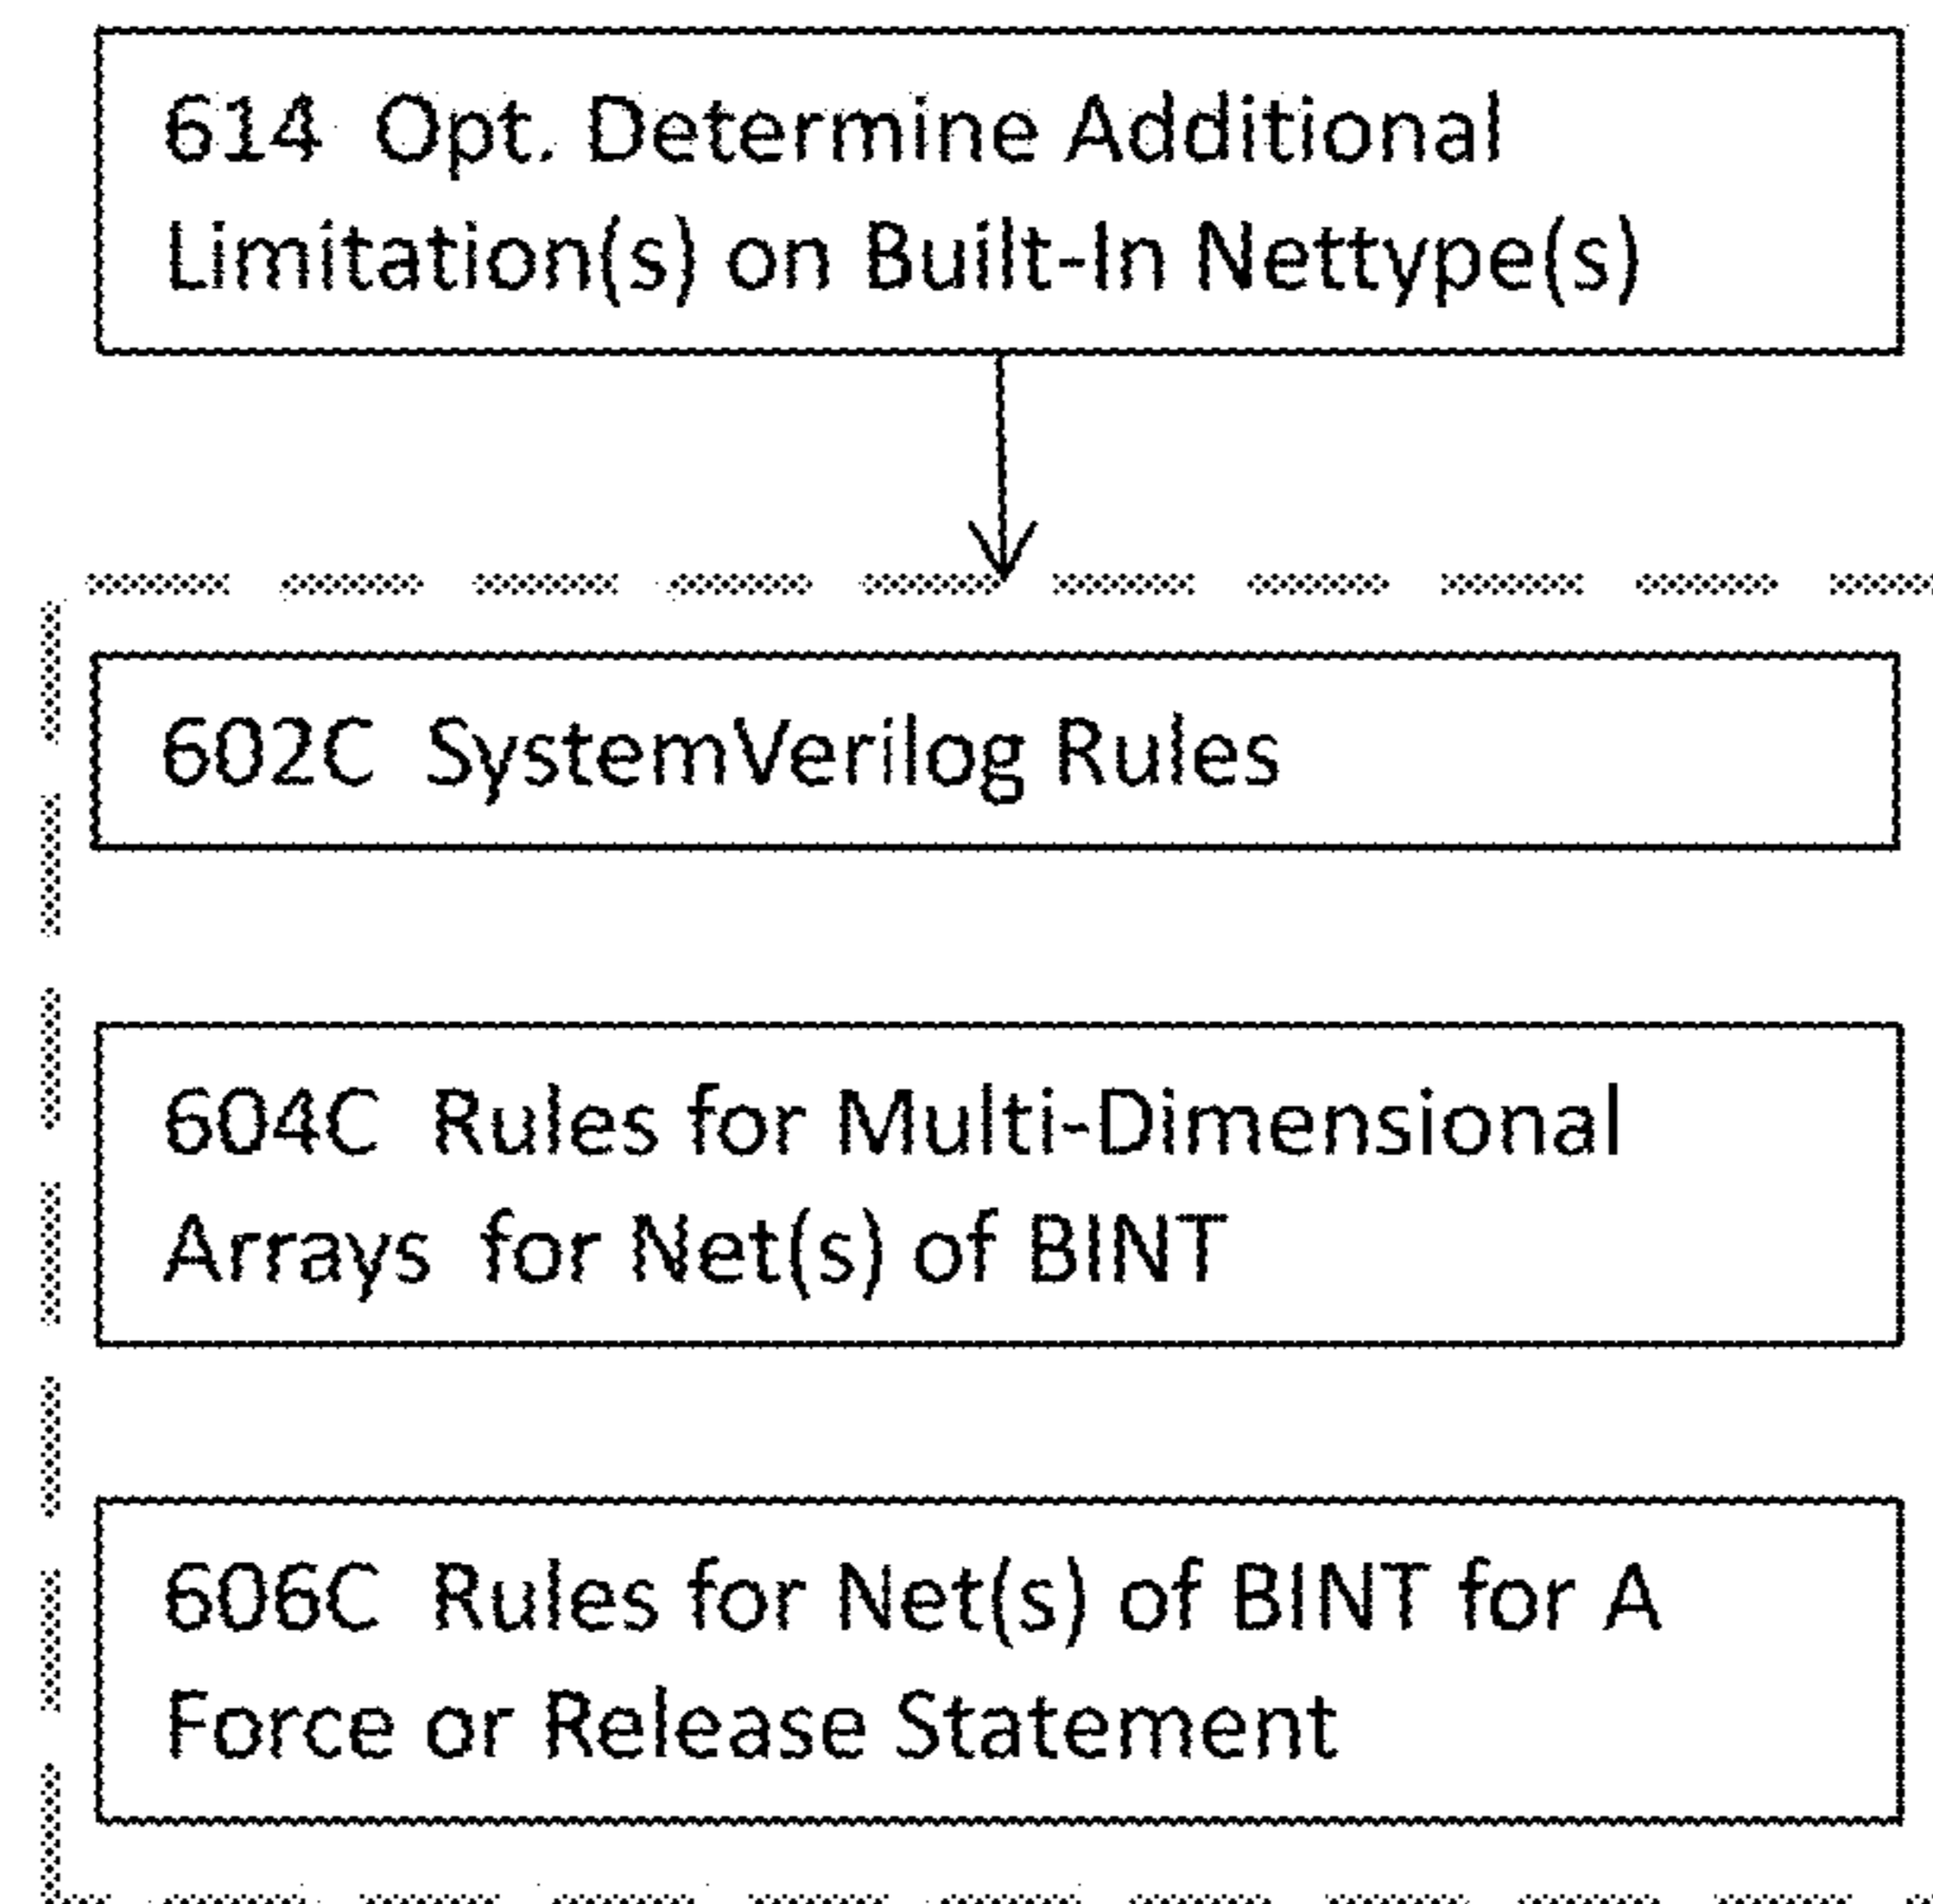 614 Opt. Determine Additional
Limitation(s) on Built-In Nettype(s)
602C SystemVerilog Rules
604C Rules for Multi-Dimensional
Arrays for Net(s) of BINT
606C Rules for Net(s) of BINT for A
Force or Release Statement